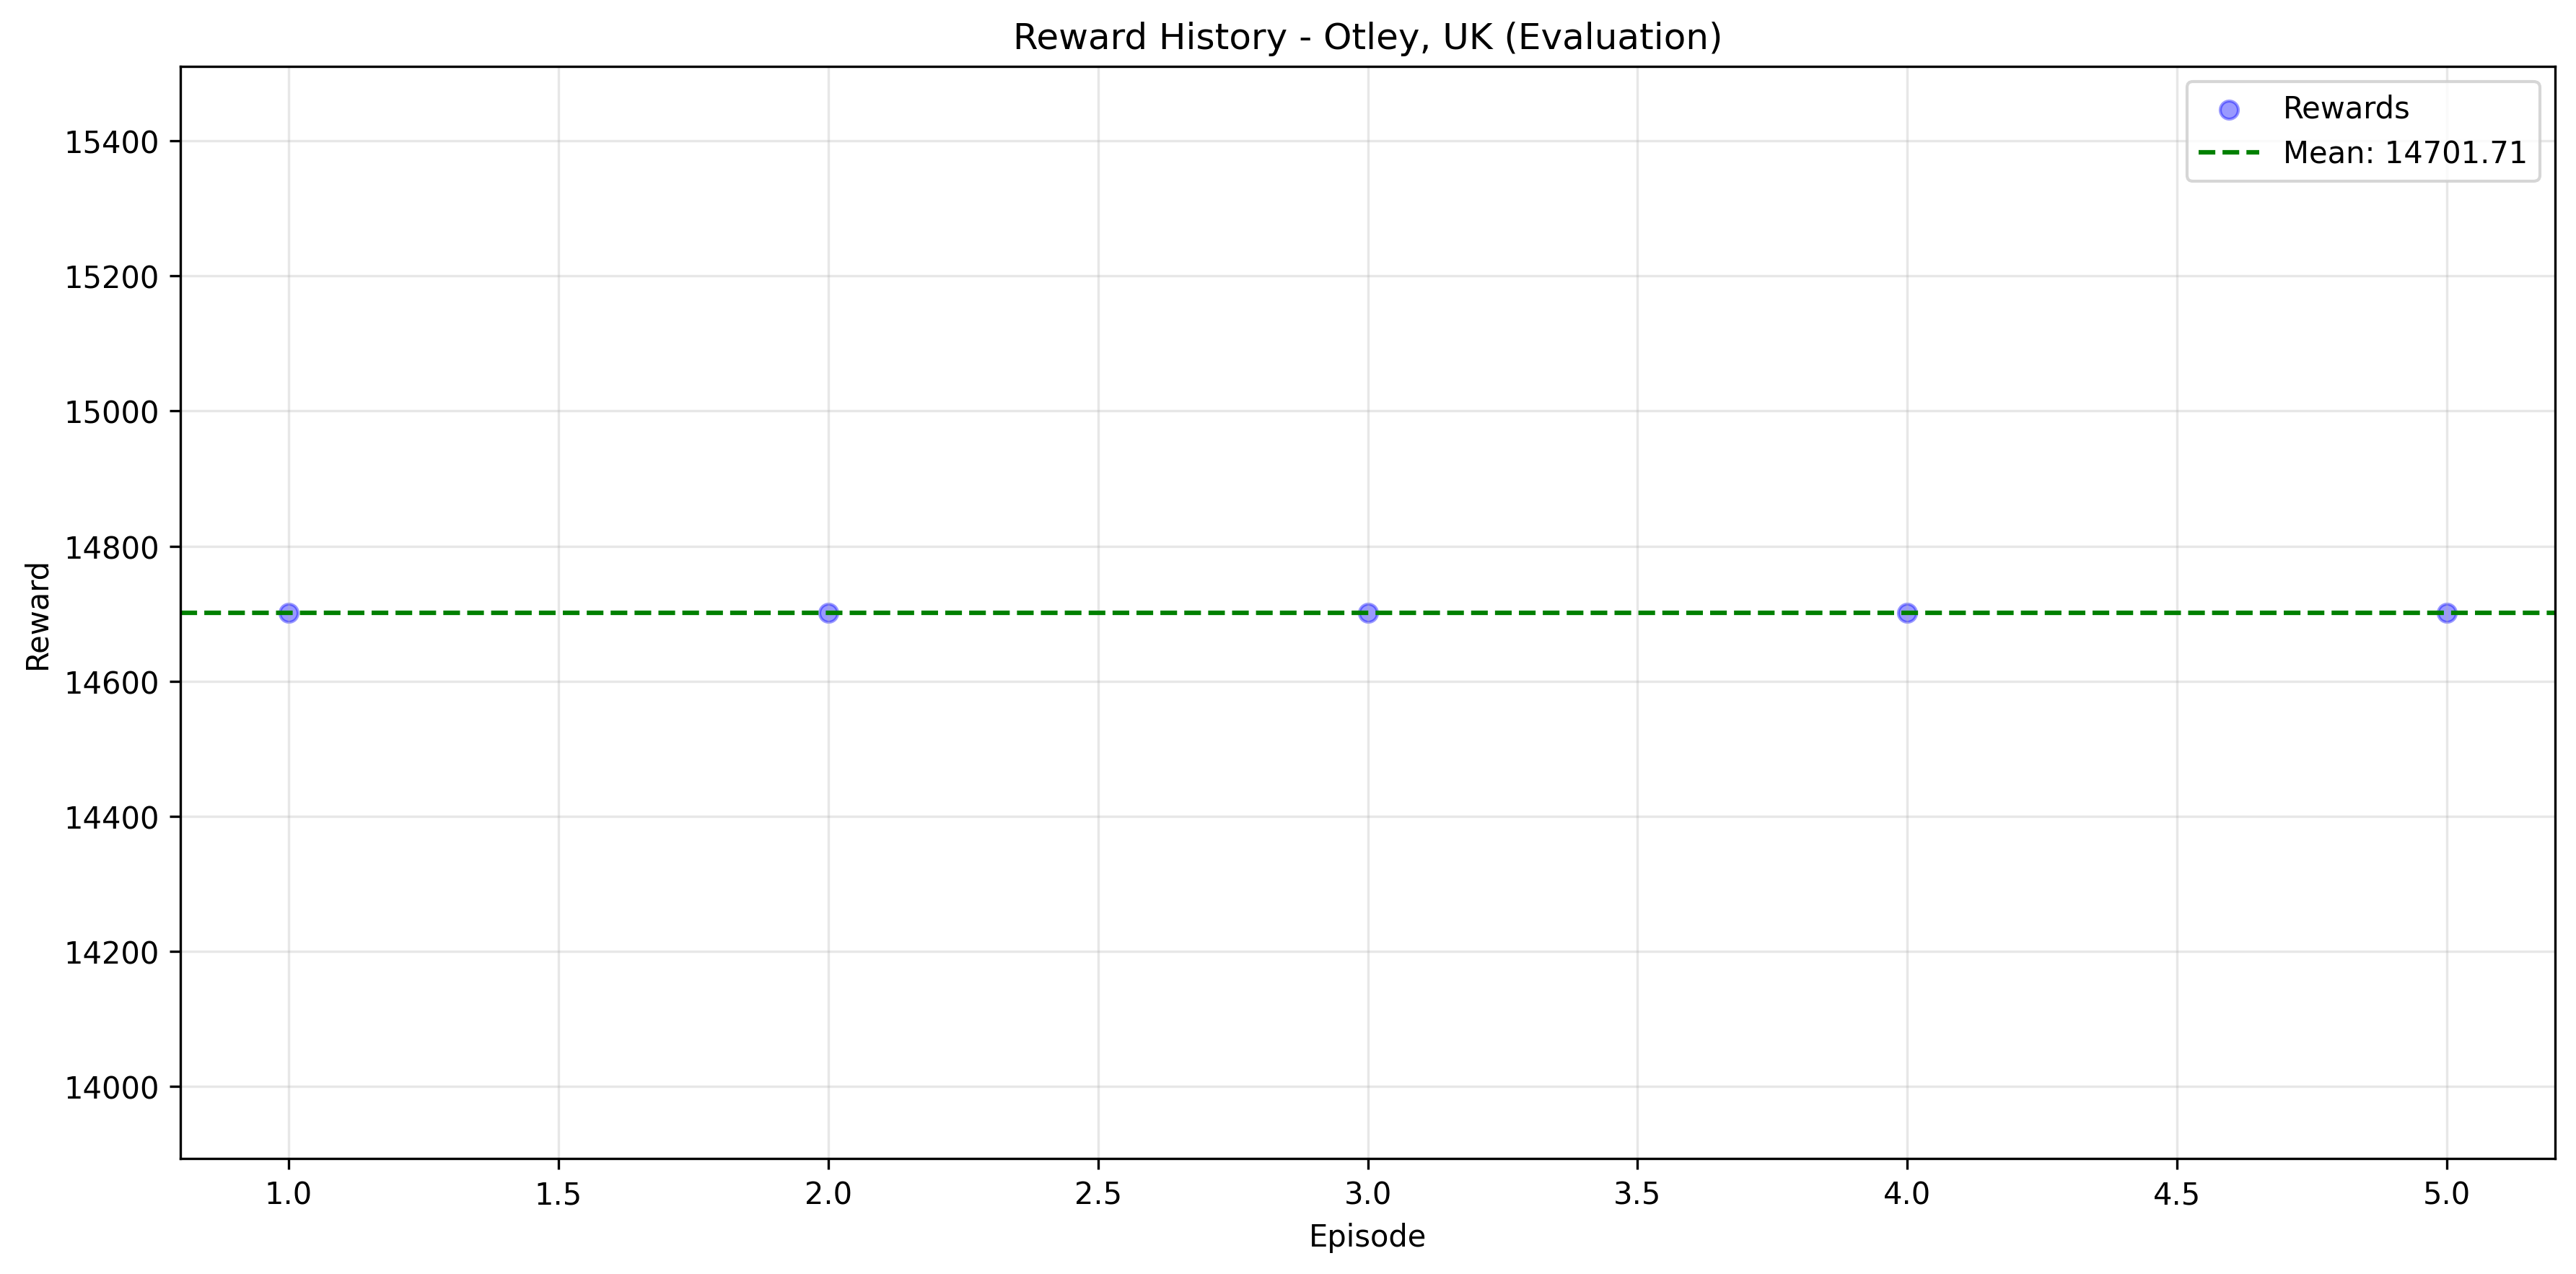 Reward History - Otley, UK (Evaluation)
Rewards
Mean: 14701.71
15400
15200
15000
14800
14600
14400
14200
14000
Reward
1.0 1.5 2.0 2.5 3.0 3.5 4.0 4.5 5.0
Episode